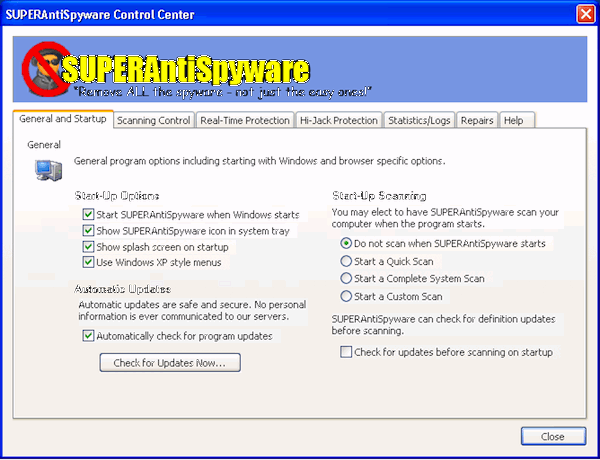 SUPERAntiSpyware Control Center
SUPERAntiSpyware
"Remove ALL the spyware - not just the easy ones!"
General and Startup
Scanning Control
Real-Time Protection
Hi-Jack Protection
Statistics/Logs
Repairs
Help
General
General program options including starting with Windows and browser specific options.
Start-Up Options
Start SUPERAntiSpyware when Windows starts
Show SUPERAntiSpyware icon in system tray
Show splash screen on startup
Use Windows XP style menus
Automatic Updates
Automatic updates are safe and secure. No personal
information is ever communicated to our servers.
Automatically check for program updates
Check for Updates Now...
Start-Up Scanning
You may elect to have SUPERAntiSpyware scan your
computer when the program starts.
Do not scan when SUPERAntiSpyware starts
Start a Quick Scan
Start a Complete System Scan
Start a Custom Scan
SUPERAntiSpyware can check for definition updates
before scanning.
Check for updates before scanning on startup
Close